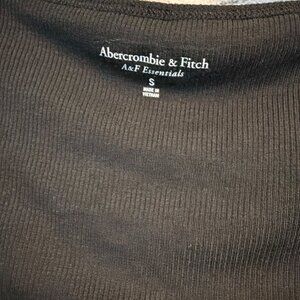 Abercrombie & Fitch
A&F Essentials
S
MADE IN
VIETNAM